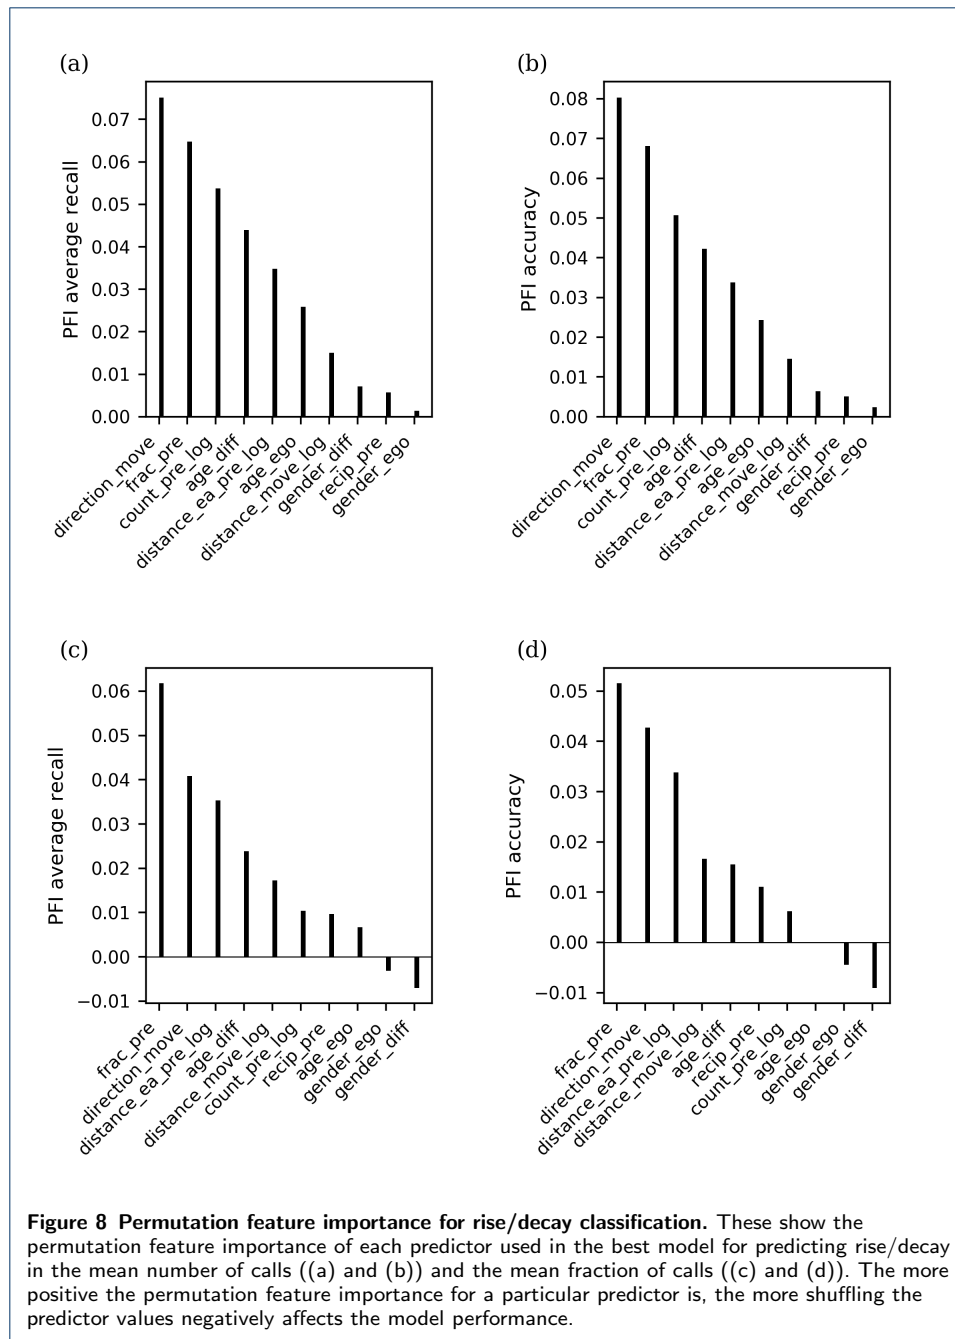 (a)
PFI average recall
0.07
0.06
0.05
0.04
0.03
0.02
0.01
0.00
direction_move
frac_pre
count_pre_log
age_diff
distance_ea_pre_log
age_ego
distance_move_log
gender_diff
recip_pre
gender_ego
(b)
PFI accuracy
0.08
0.07
0.06
0.05
0.04
0.03
0.02
0.01
0.00
direction_move
frac_pre
count_pre_log
age_diff
distance_ea_pre_log
age_ego
distance_move_log
gender_diff
recip_pre
gender_ego
(c)
PFI average recall
0.06
0.05
0.04
0.03
0.02
0.01
0.00
−0.01
frac_pre
direction_move
distance_ea_pre_log
age_diff
distance_move_log
count_pre_log
recip_pre
age_ego
gender_ego
gender_diff
(d)
PFI accuracy
0.05
0.04
0.03
0.02
0.01
0.00
−0.01
frac_pre
direction_move
distance_ea_pre_log
distance_move_log
age_diff
recip_pre
count_pre_log
age_ego
gender_ego
gender_diff
Figure 8 Permutation feature importance for rise/decay classification. These show the
permutation feature importance of each predictor used in the best model for predicting rise/decay
in the mean number of calls ((a) and (b)) and the mean fraction of calls ((c) and (d)). The more
positive the permutation feature importance for a particular predictor is, the more shuffling the
predictor values negatively affects the model performance.